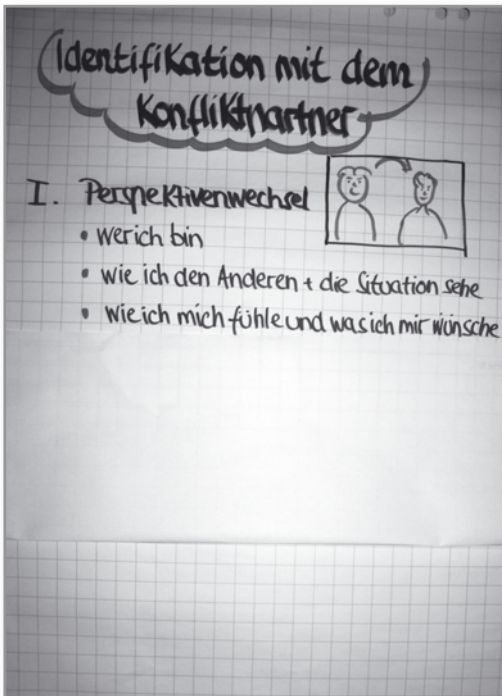 Identifikation mit dem
Konfliktpartner
I. Perspektivenwechsel
• wer ich bin
• wie ich den Anderen + die Situation sehe
• wie ich mich fühle und was ich mir wünsche